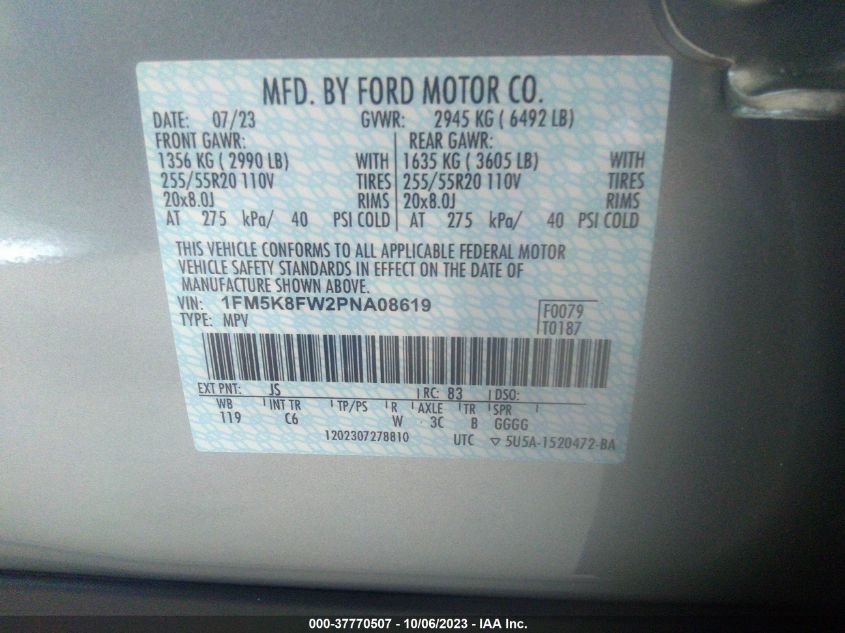 MFD. BY FORD MOTOR CO.
DATE: 07/23 GVWR: 2945 KG ( 6492 LB)
FRONT GAWR: REAR GAWR:
1356 KG ( 2990 LB) WITH 1635 KG ( 3605 LB) WITH
255/55R20 110V TIRES 255/55R20 110V TIRES
20x8.0J RIMS 20x8.0J RIMS
AT 275 kPa/ 40 PSI COLD AT 275 kPa/ 40 PSI COLD
THIS VEHICLE CONFORMS TO ALL APPLICABLE FEDERAL MOTOR
VEHICLE SAFETY STANDARDS IN EFFECT ON THE DATE OF
MANUFACTURE SHOWN ABOVE.
VIN: 1FM5K8FW2PNA08619 F0079
TYPE: MPV T0187
EXT PNT: JS RC: 83 DSO:
WB INT TR TP/PS R AXLE TR SPR
119 C6 W 3C B GGGG
1202307278810 UTC ▽ 5U5A-1520472-BA
000-37770507 - 10/06/2023 - IAA Inc.